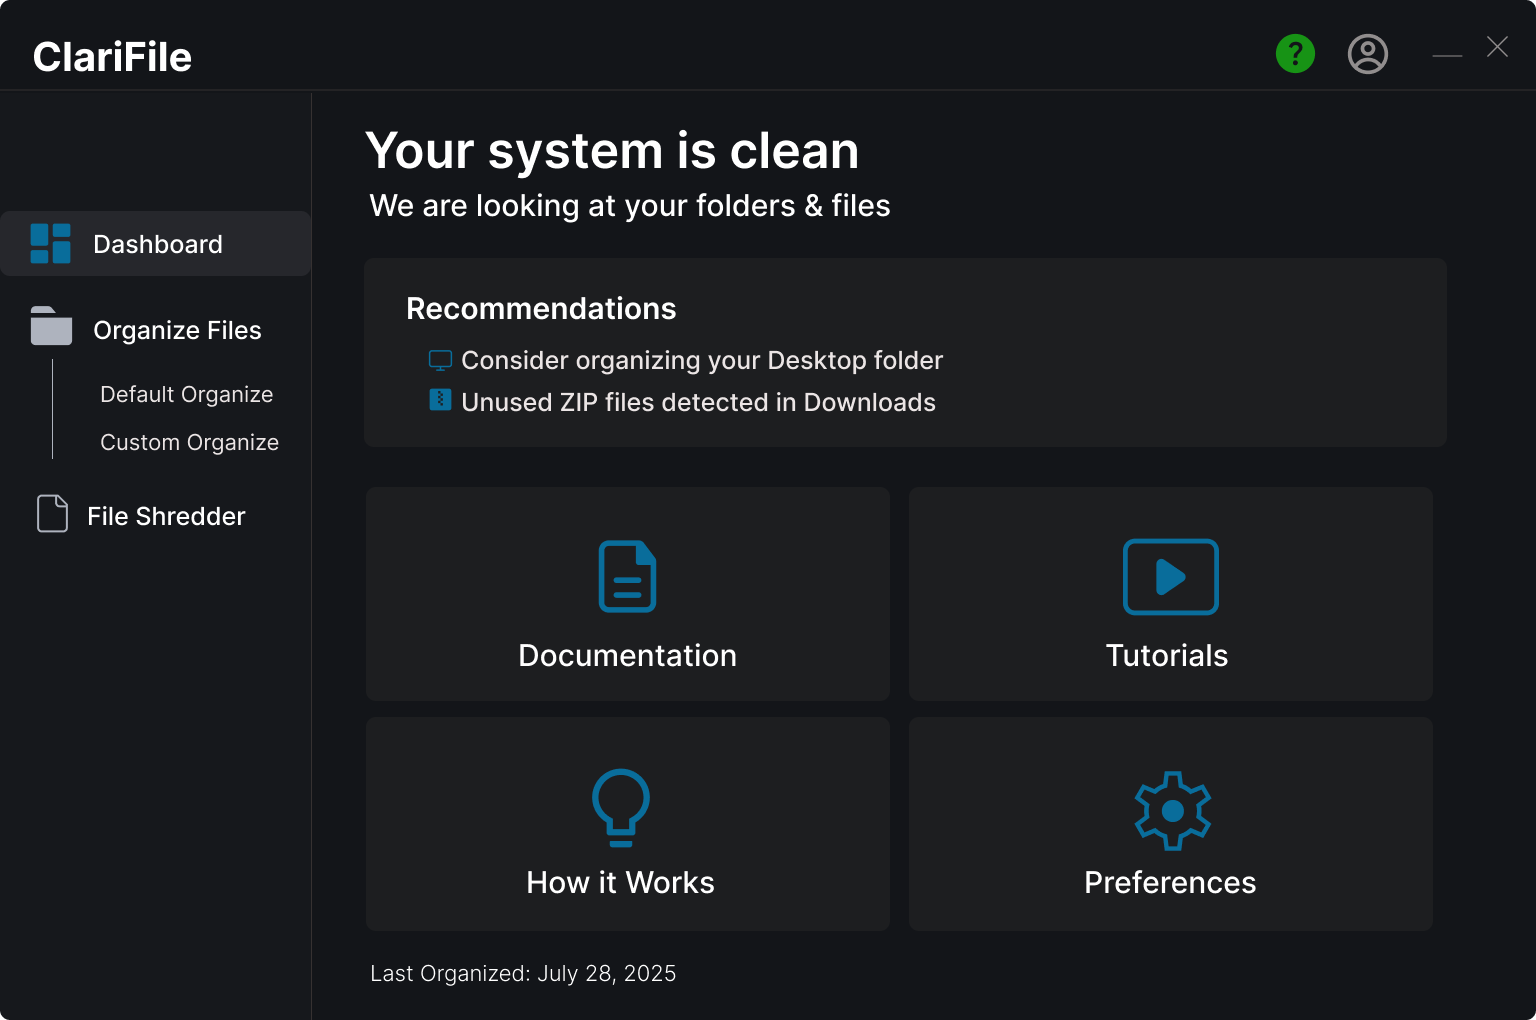 ClariFile
?
Your system is clean
We are looking at your folders & files
Dashboard
Organize Files
Default Organize
Custom Organize
File Shredder
Recommendations
Consider organizing your Desktop folder
Unused ZIP files detected in Downloads
Documentation
Tutorials
How it Works
Preferences
Last Organized: July 28, 2025